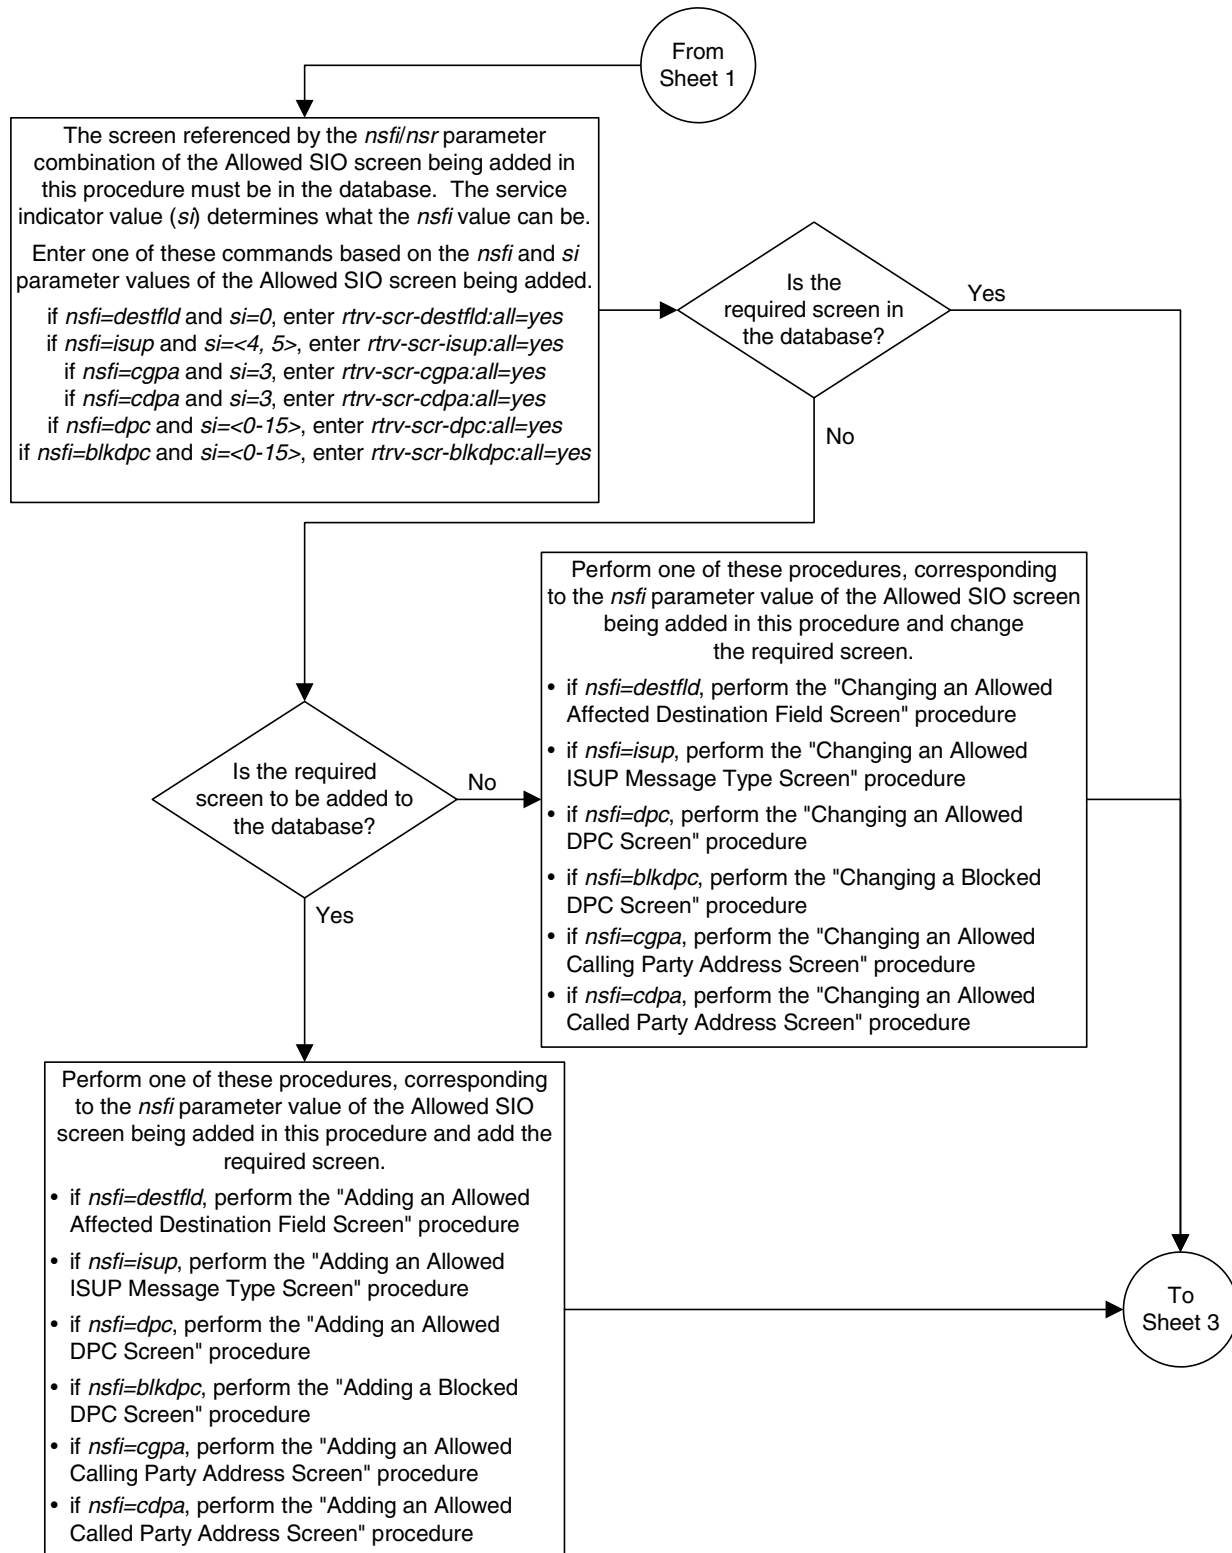 From
Sheet 1
The screen referenced by the nsfi/nsr parameter
combination of the Allowed SIO screen being added in
this procedure must be in the database.  The service
indicator value (si) determines what the nsfi value can be.
Enter one of these commands based on the nsfi and si
parameter values of the Allowed SIO screen being added.
if nsfi=destfld and si=0, enter rtrv-scr-destfld:all=yes
if nsfi=isup and si=<4, 5>, enter rtrv-scr-isup:all=yes
if nsfi=cgpa and si=3, enter rtrv-scr-cgpa:all=yes
if nsfi=cdpa and si=3, enter rtrv-scr-cdpa:all=yes
if nsfi=dpc and si=<0-15>, enter rtrv-scr-dpc:all=yes
if nsfi=blkdpc and si=<0-15>, enter rtrv-scr-blkdpc:all=yes
Is the
required screen in
the database?
Yes
No
Is the required
screen to be added to
the database?
No
Yes
Perform one of these procedures, corresponding
to the nsfi parameter value of the Allowed SIO screen
being added in this procedure and change
the required screen.
• if nsfi=destfld, perform the "Changing an Allowed
Affected Destination Field Screen" procedure
• if nsfi=isup, perform the "Changing an Allowed
ISUP Message Type Screen" procedure
• if nsfi=dpc, perform the "Changing an Allowed
DPC Screen" procedure
• if nsfi=blkdpc, perform the "Changing a Blocked
DPC Screen" procedure
• if nsfi=cgpa, perform the "Changing an Allowed
Calling Party Address Screen" procedure
• if nsfi=cdpa, perform the "Changing an Allowed
Called Party Address Screen" procedure
Perform one of these procedures, corresponding
to the nsfi parameter value of the Allowed SIO
screen being added in this procedure and add the
required screen.
• if nsfi=destfld, perform the "Adding an Allowed
Affected Destination Field Screen" procedure
• if nsfi=isup, perform the "Adding an Allowed
ISUP Message Type Screen" procedure
• if nsfi=dpc, perform the "Adding an Allowed
DPC Screen" procedure
• if nsfi=blkdpc, perform the "Adding a Blocked
DPC Screen" procedure
• if nsfi=cgpa, perform the "Adding an Allowed
Calling Party Address Screen" procedure
• if nsfi=cdpa, perform the "Adding an Allowed
Called Party Address Screen" procedure
To
Sheet 3